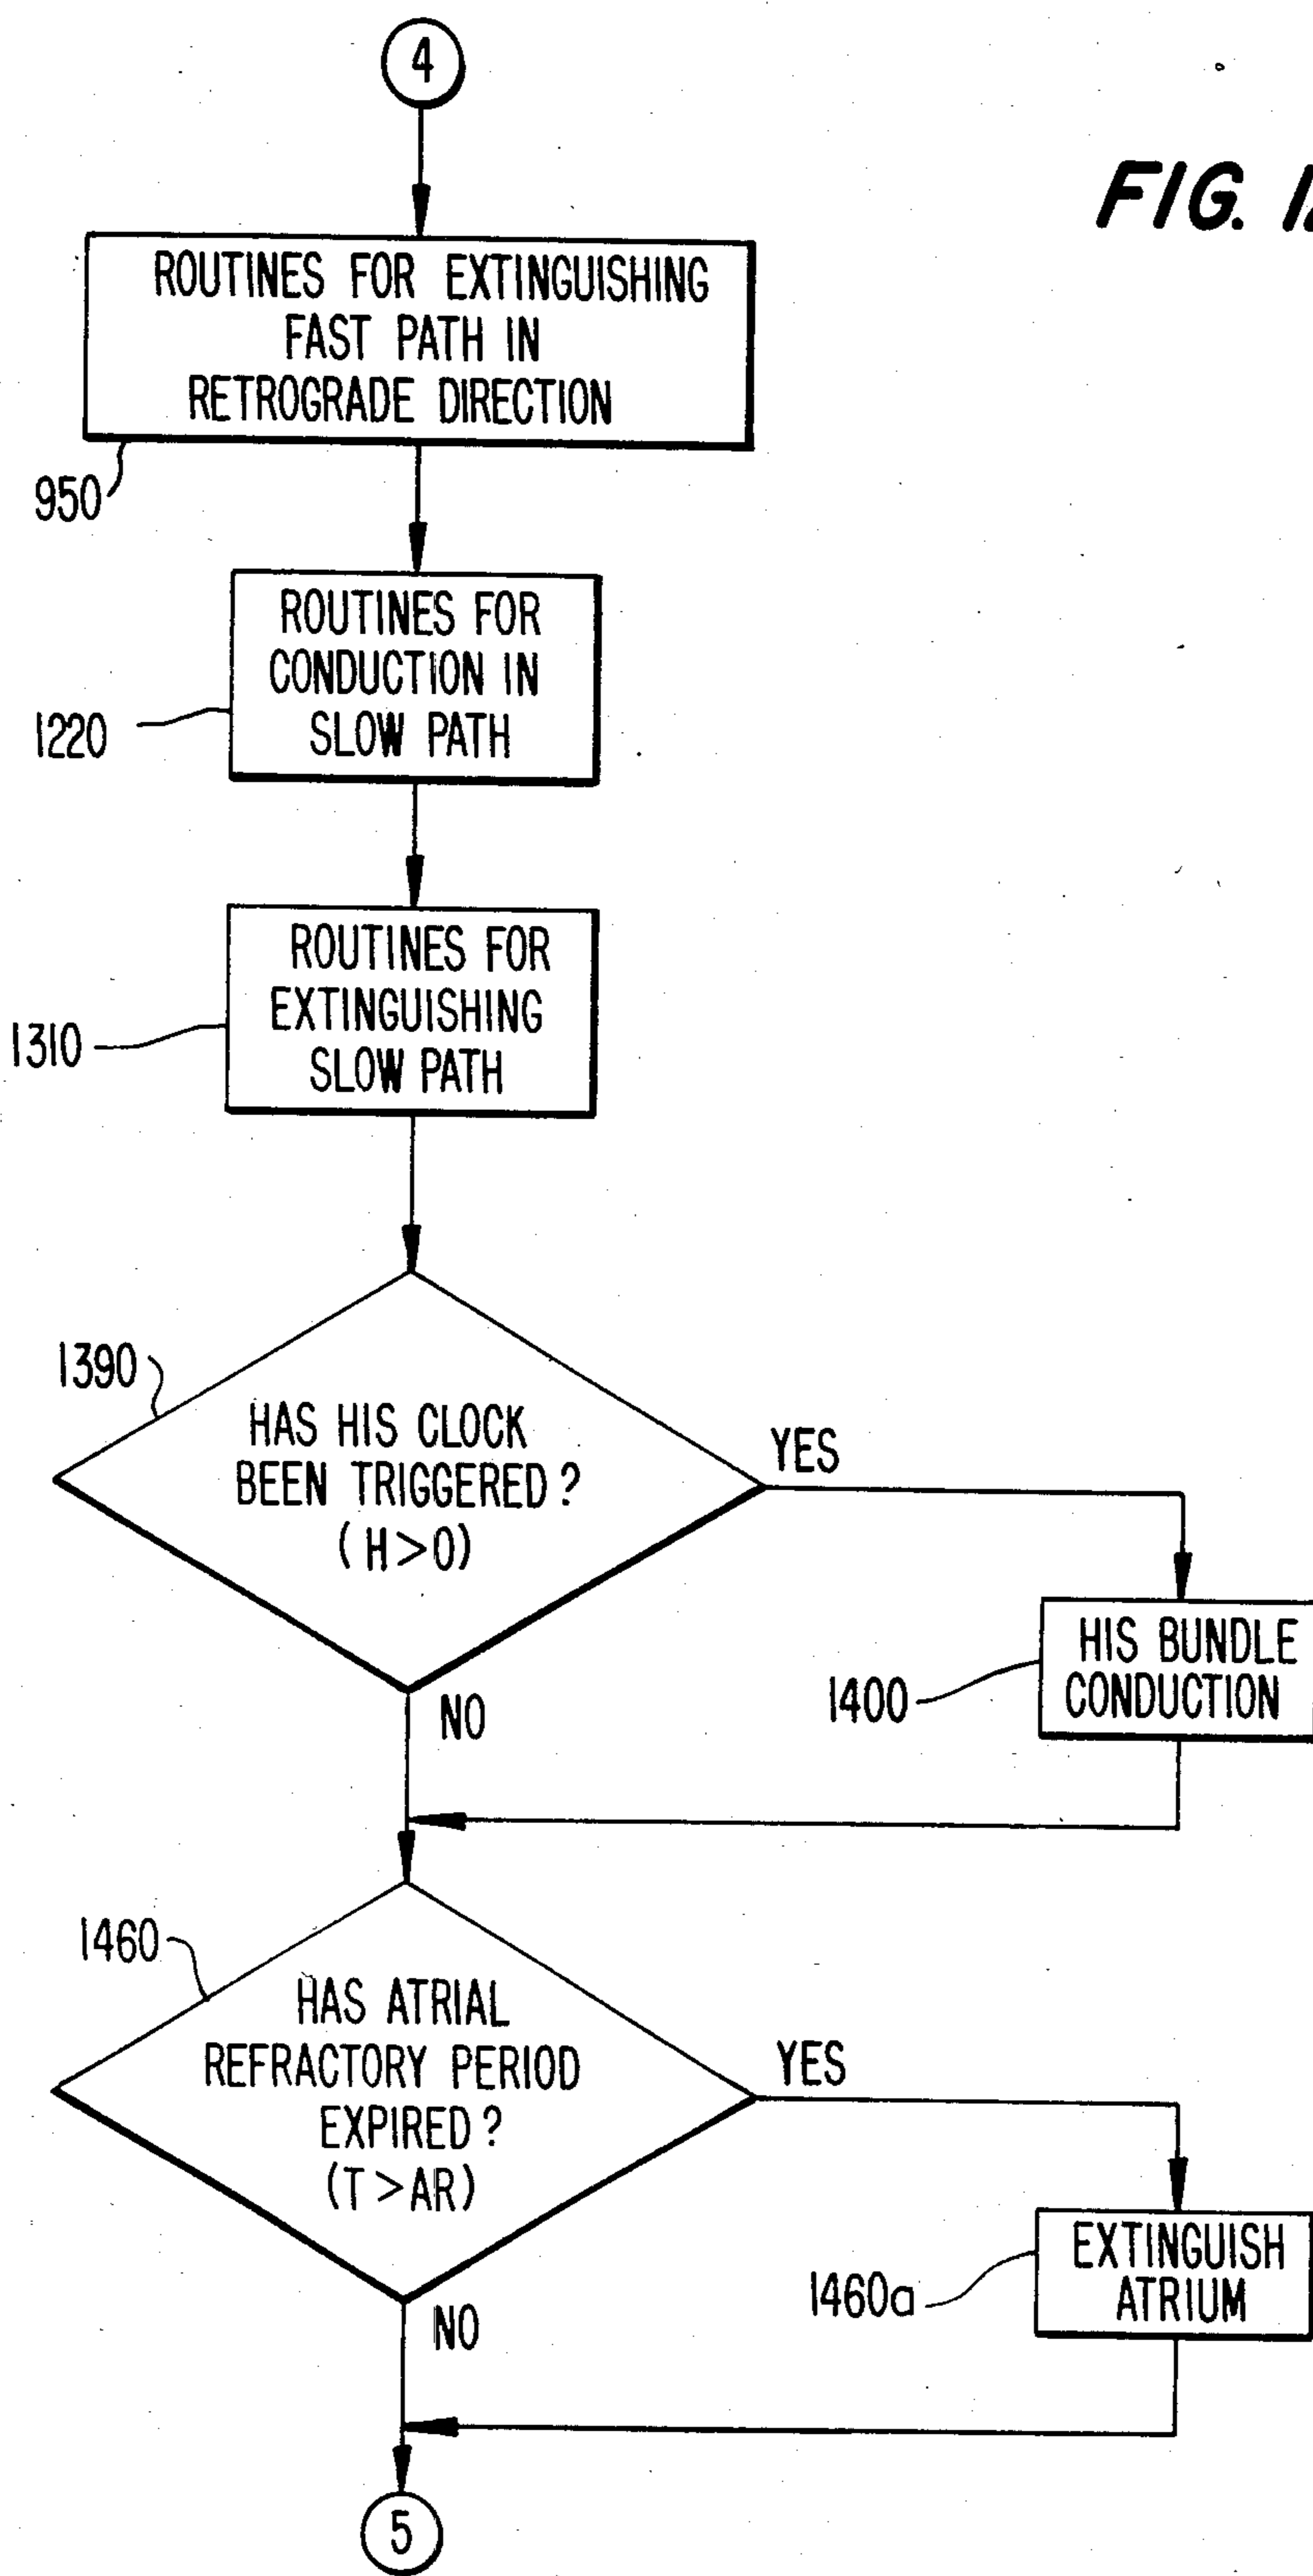 4
FIG.
ROUTINES FOR EXTINGUISHING
FAST PATH IN
RETROGRADE DIRECTION
950
ROUTINES FOR
CONDUCTION IN
SLOW PATH
1220
ROUTINES FOR
EXTINGUISHING
SLOW PATH
1310
1390
HAS HIS CLOCK
BEEN TRIGGERED?
(H>0)
YES
NO
HIS BUNDLE
CONDUCTION
1400
1460
HAS ATRIAL
REFRACTORY PERIOD
EXPIRED?
(T>AR)
YES
NO
EXTINGUISH
ATRIUM
1460a
5